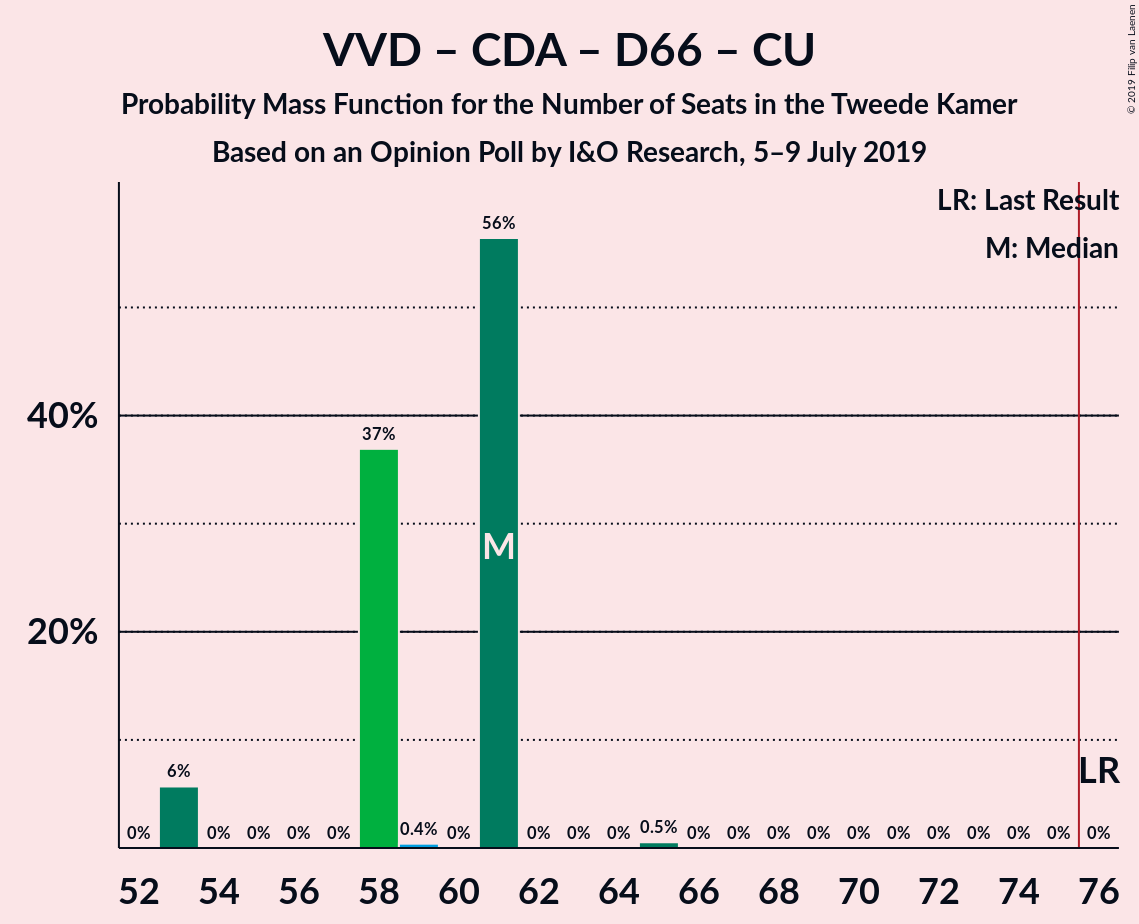 VVD – CDA – D66 – CU
Probability Mass Function for the Number of Seats in the Tweede Kamer
Based on an Opinion Poll by I&O Research, 5–9 July 2019
© 2019 Filip van Laenen
LR: Last Result
M: Median
56%
40%
37%
M
20%
LR
6%
0% 0% 0% 0% 0% 0.4% 0% 0% 0% 0% 0.5% 0% 0% 0% 0% 0% 0% 0% 0% 0% 0% 0%
52 54 56 58 60 62 64 66 68 70 72 74 76